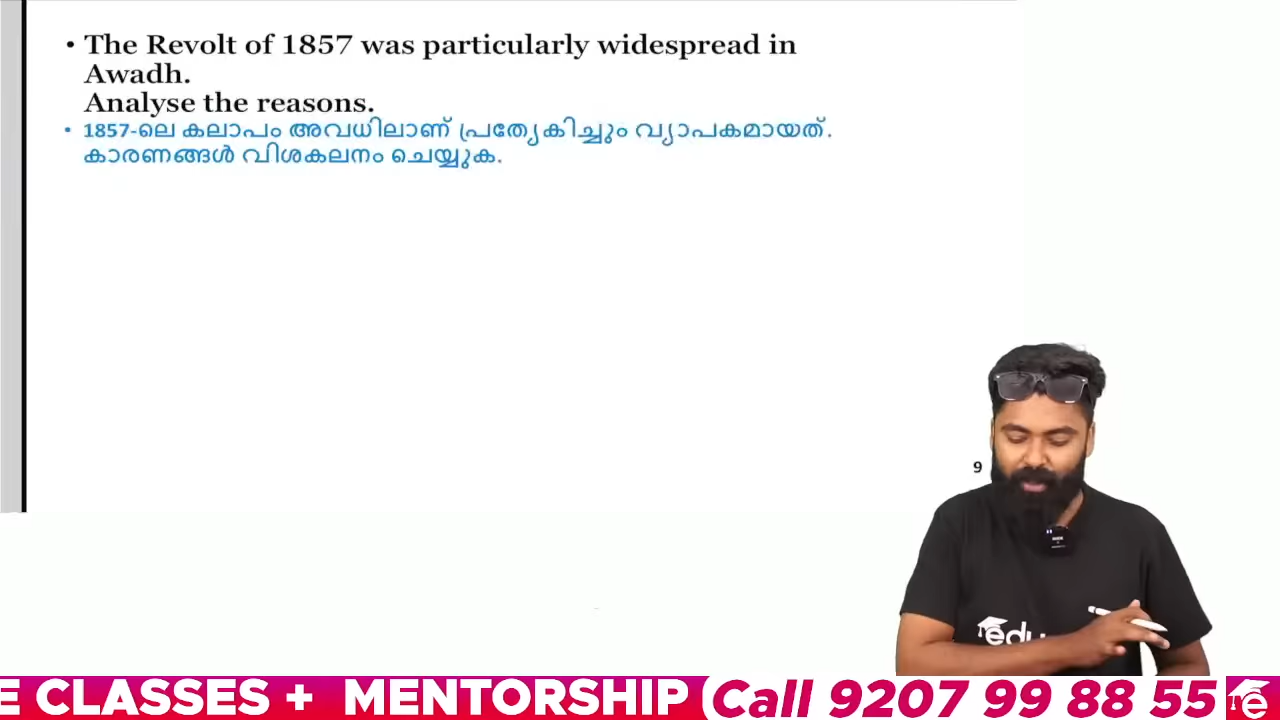 • The Revolt of 1857 was particularly widespread in
Awadh.
Analyse the reasons.
• 1857-ലെ കലാപം അവധിലാണ് പ്രത്യേകിച്ചും വ്യാപകമായത്.
കാരണങ്ങൾ വിശകലനം ചെയ്യുക.
9
edu
E CLASSES + MENTORSHIP (Call 9207 99 88 55
e